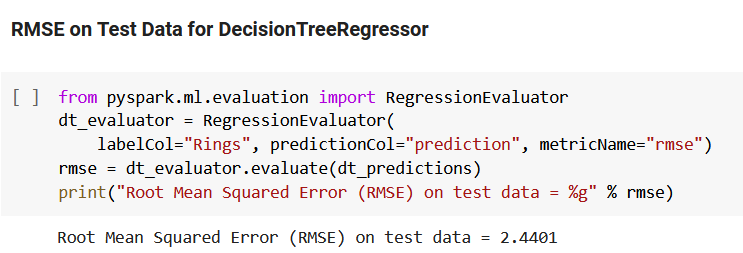 RMSE on Test Data for DecisionTreeRegressor
[ ] from pyspark.ml.evaluation import RegressionEvaluator
dt_evaluator = RegressionEvaluator(
    labelCol="Rings", predictionCol="prediction", metricName="rmse")
rmse = dt_evaluator.evaluate(dt_predictions)
print("Root Mean Squared Error (RMSE) on test data = %g" % rmse)
Root Mean Squared Error (RMSE) on test data = 2.4401